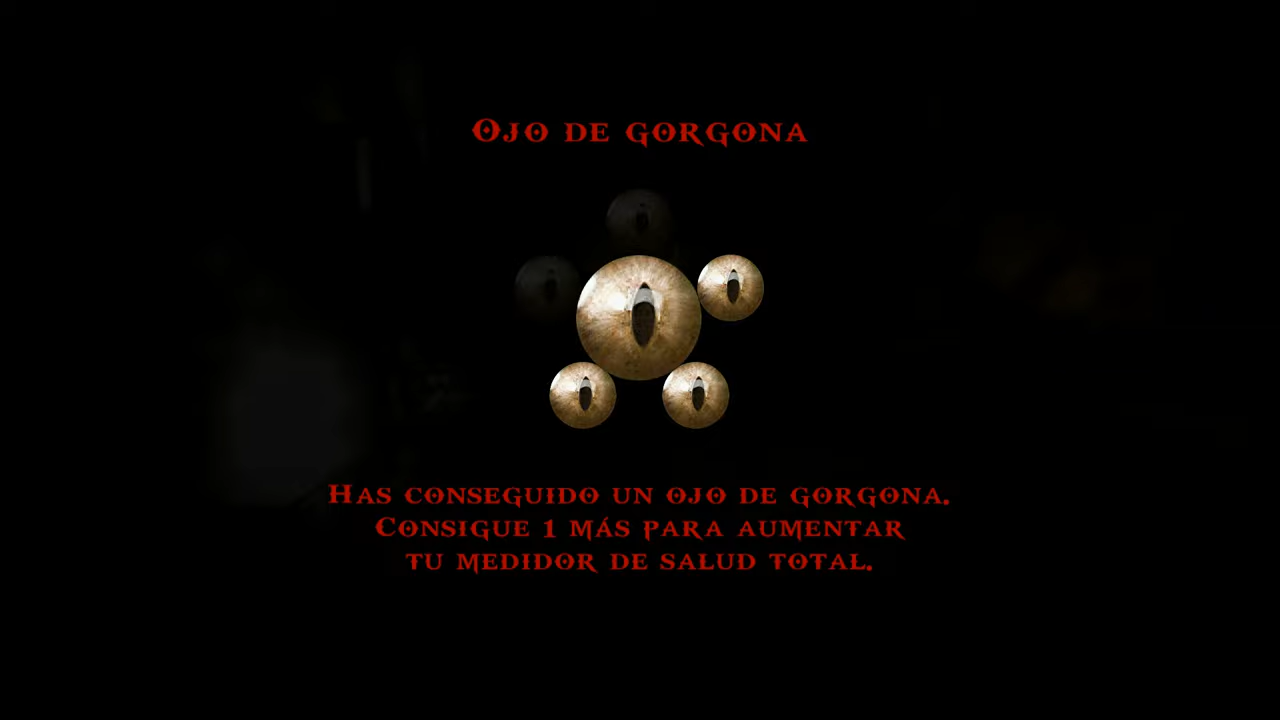 Ojo de gorgona
Has conseguido un ojo de gorgona.
Consigue 1 más para aumentar
tu medidor de salud total.